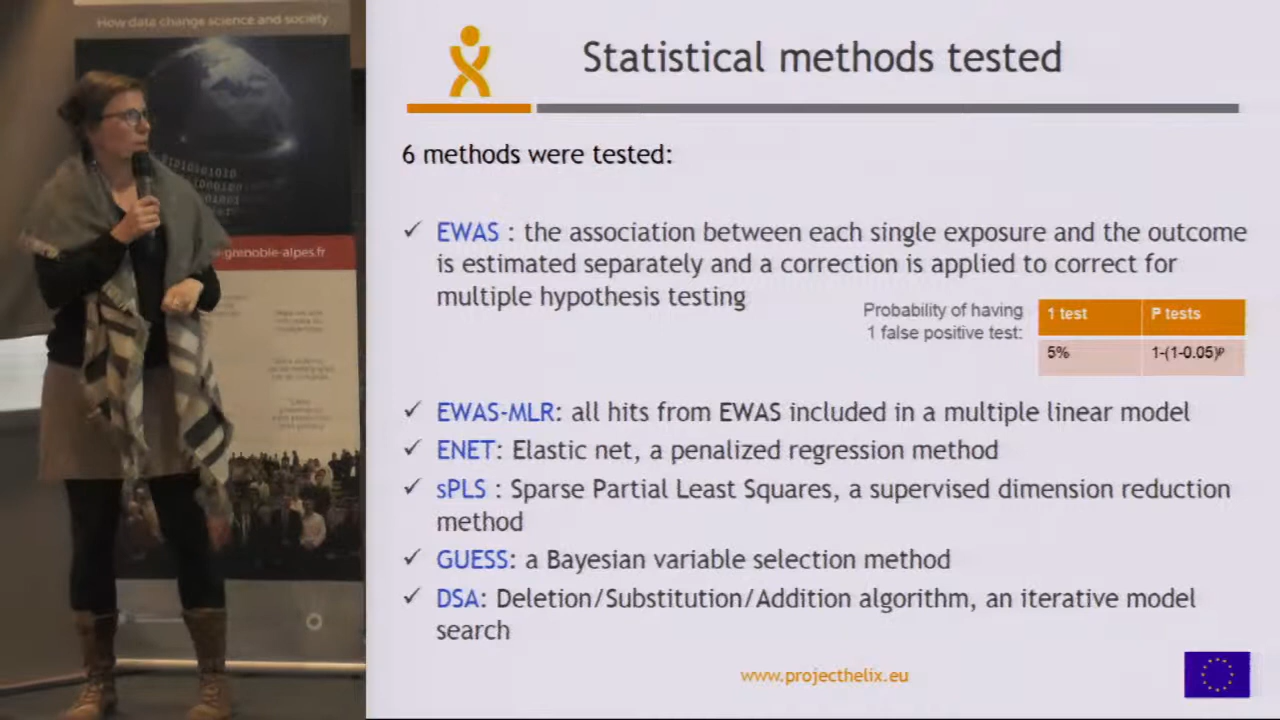 How data change science and society
grenoble-alpes.fr
Statistical methods tested
6 methods were tested:
✓ EWAS : the association between each single exposure and the outcome
is estimated separately and a correction is applied to correct for
multiple hypothesis testing
Probability of having
1 false positive test:
1 test P tests
5% 1-(1-0.05)ᵖ
✓ EWAS-MLR: all hits from EWAS included in a multiple linear model
✓ ENET: Elastic net, a penalized regression method
✓ sPLS : Sparse Partial Least Squares, a supervised dimension reduction
method
✓ GUESS: a Bayesian variable selection method
✓ DSA: Deletion/Substitution/Addition algorithm, an iterative model
search
www.projecthelix.eu